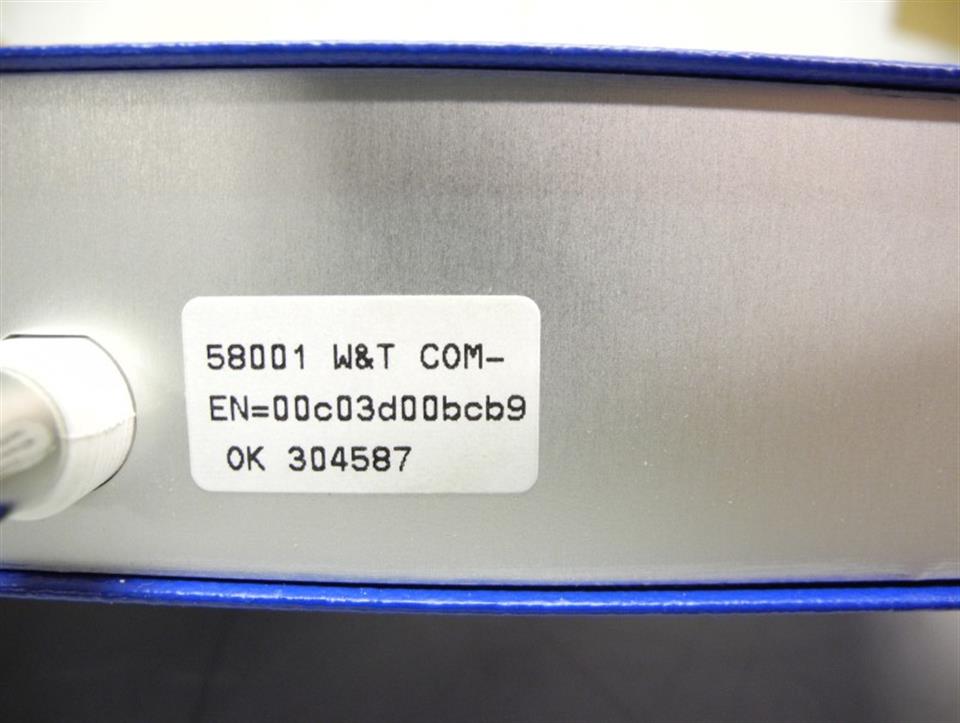 58001 W&T COM-
EN=00c03d00bcb9
OK 304587